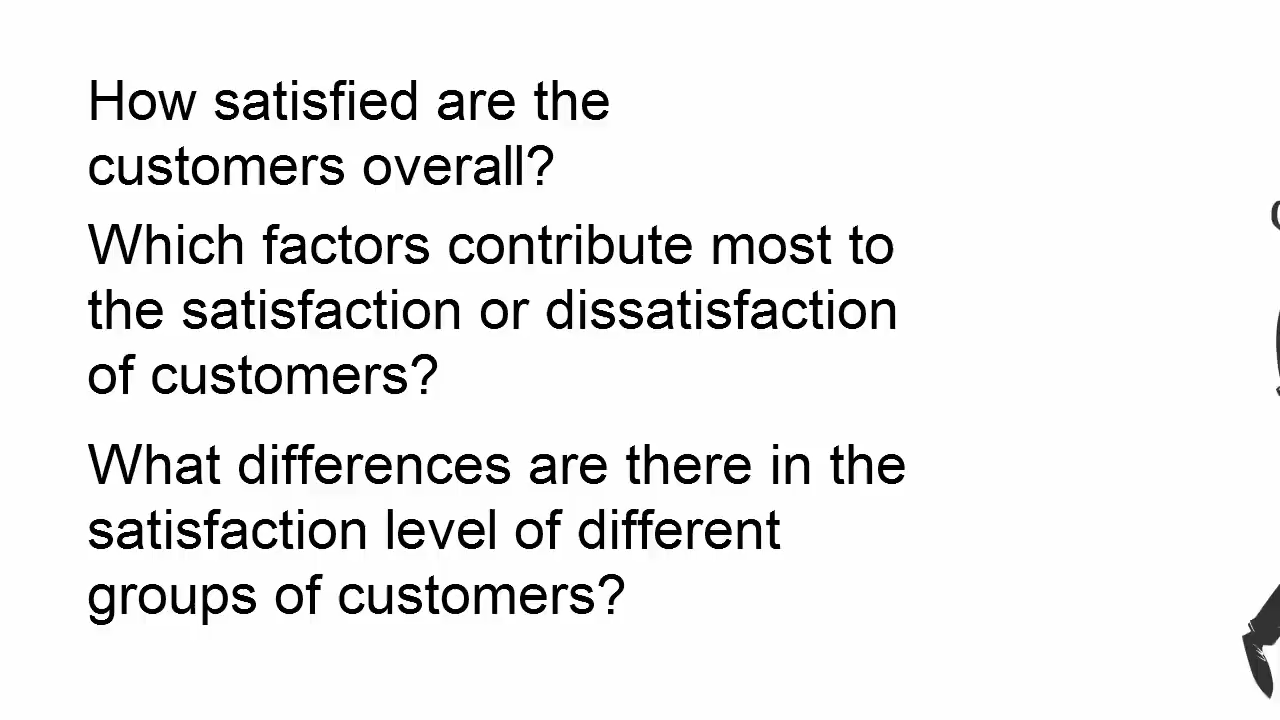 How satisfied are the
customers overall?
Which factors contribute most to
the satisfaction or dissatisfaction
of customers?
What differences are there in the
satisfaction level of different
groups of customers?